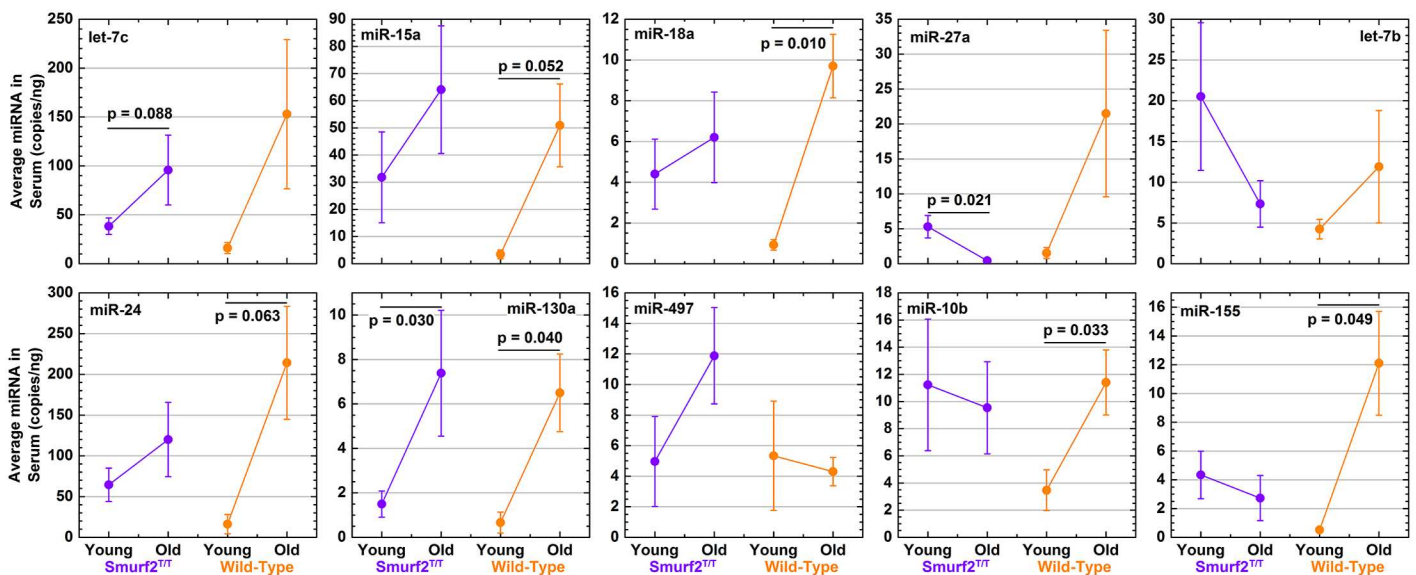 Average miRNA in
Serum (copies/ng)
let-7c
250
200
150
100
50
0
p = 0.088
miR-15a
90
80
70
60
50
40
30
20
10
0
p = 0.052
miR-18a
12
10
8
6
4
2
0
p = 0.010
miR-27a
35
30
25
20
15
10
5
0
p = 0.021
let-7b
30
25
20
15
10
5
0
Average miRNA in
Serum (copies/ng)
miR-24
300
250
200
150
100
50
0
p = 0.063
Young Old Young Old
Smurf2T/T Wild-Type
miR-130a
10
8
6
4
2
0
p = 0.030
p = 0.040
Young Old Young Old
Smurf2T/T Wild-Type
miR-497
16
14
12
10
8
6
4
2
0
Young Old Young Old
Smurf2T/T Wild-Type
miR-10b
18
16
14
12
10
8
6
4
2
0
p = 0.033
Young Old Young Old
Smurf2T/T Wild-Type
miR-155
16
14
12
10
8
6
4
2
0
p = 0.049
Young Old Young Old
Smurf2T/T Wild-Type